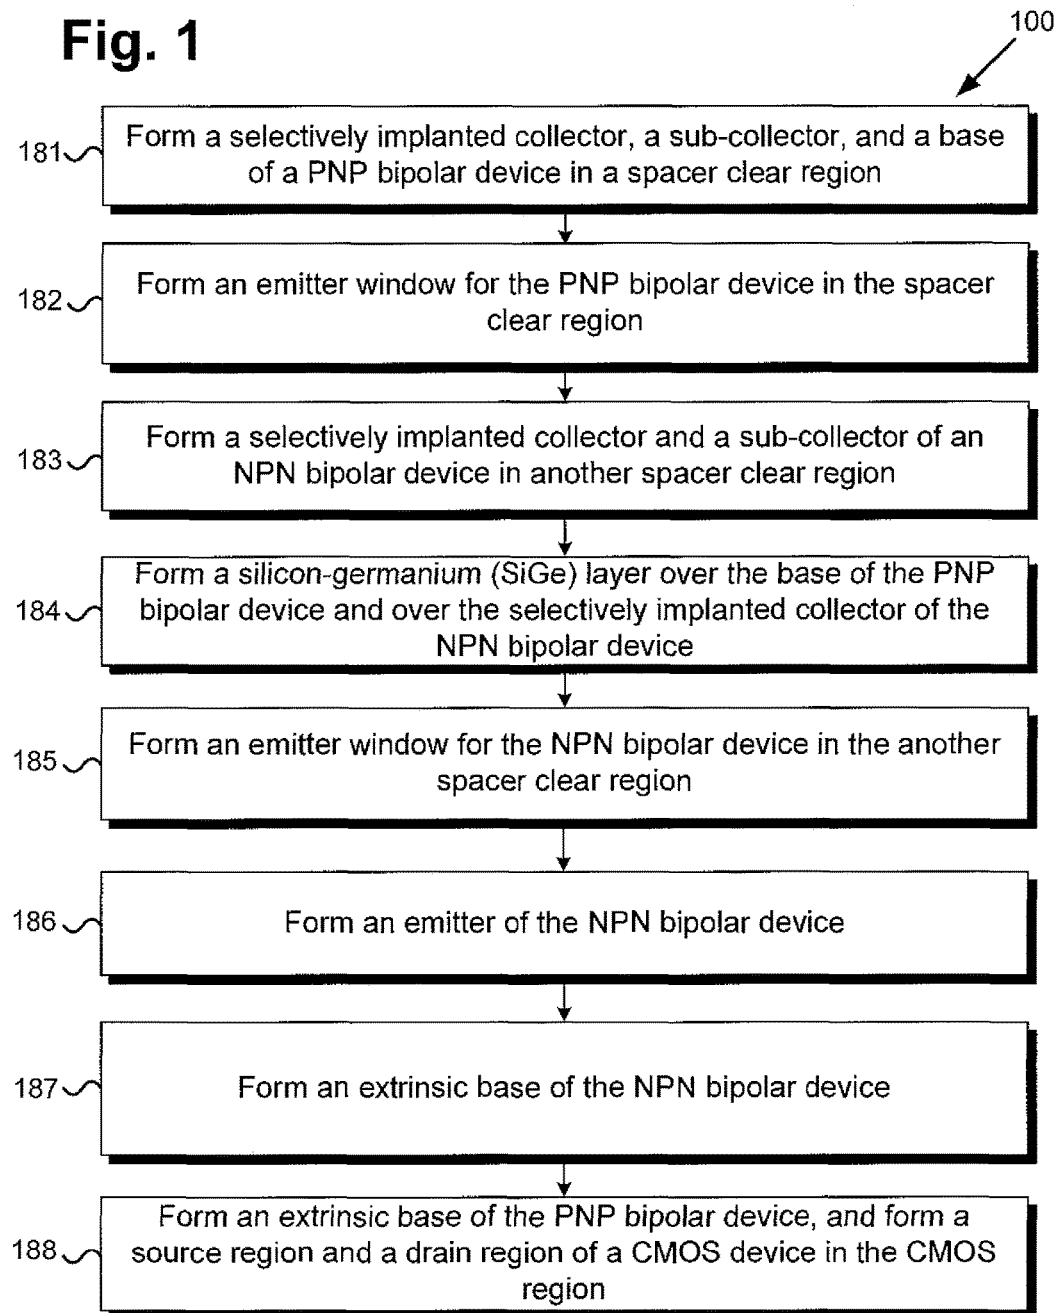 Fig. 1
100
181
Form a selectively implanted collector, a sub-collector, and a base
of a PNP bipolar device in a spacer clear region
182
Form an emitter window for the PNP bipolar device in the spacer
clear region
183
Form a selectively implanted collector and a sub-collector of an
NPN bipolar device in another spacer clear region
184
Form a silicon-germanium (SiGe) layer over the base of the PNP
bipolar device and over the selectively implanted collector of the
NPN bipolar device
185
Form an emitter window for the NPN bipolar device in the another
spacer clear region
186
Form an emitter of the NPN bipolar device
187
Form an extrinsic base of the NPN bipolar device
188
Form an extrinsic base of the PNP bipolar device, and form a
source region and a drain region of a CMOS device in the CMOS
region